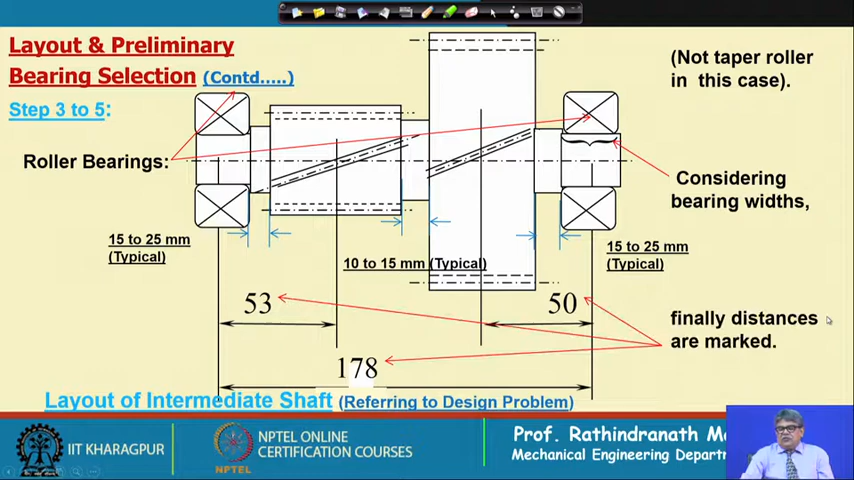 Layout & Preliminary
Bearing Selection (Contd.....)
Step 3 to 5:
(Not taper roller
in this case).
Roller Bearings:
Considering
bearing widths,
15 to 25 mm
(Typical)
10 to 15 mm (Typical)
15 to 25 mm
(Typical)
53
50
finally distances
are marked.
178
Layout of Intermediate Shaft (Referring to Design Problem)
IIT KHARAGPUR
NPTEL
NPTEL ONLINE
CERTIFICATION COURSES
Prof. Rathindranath
Mechanical Engineering